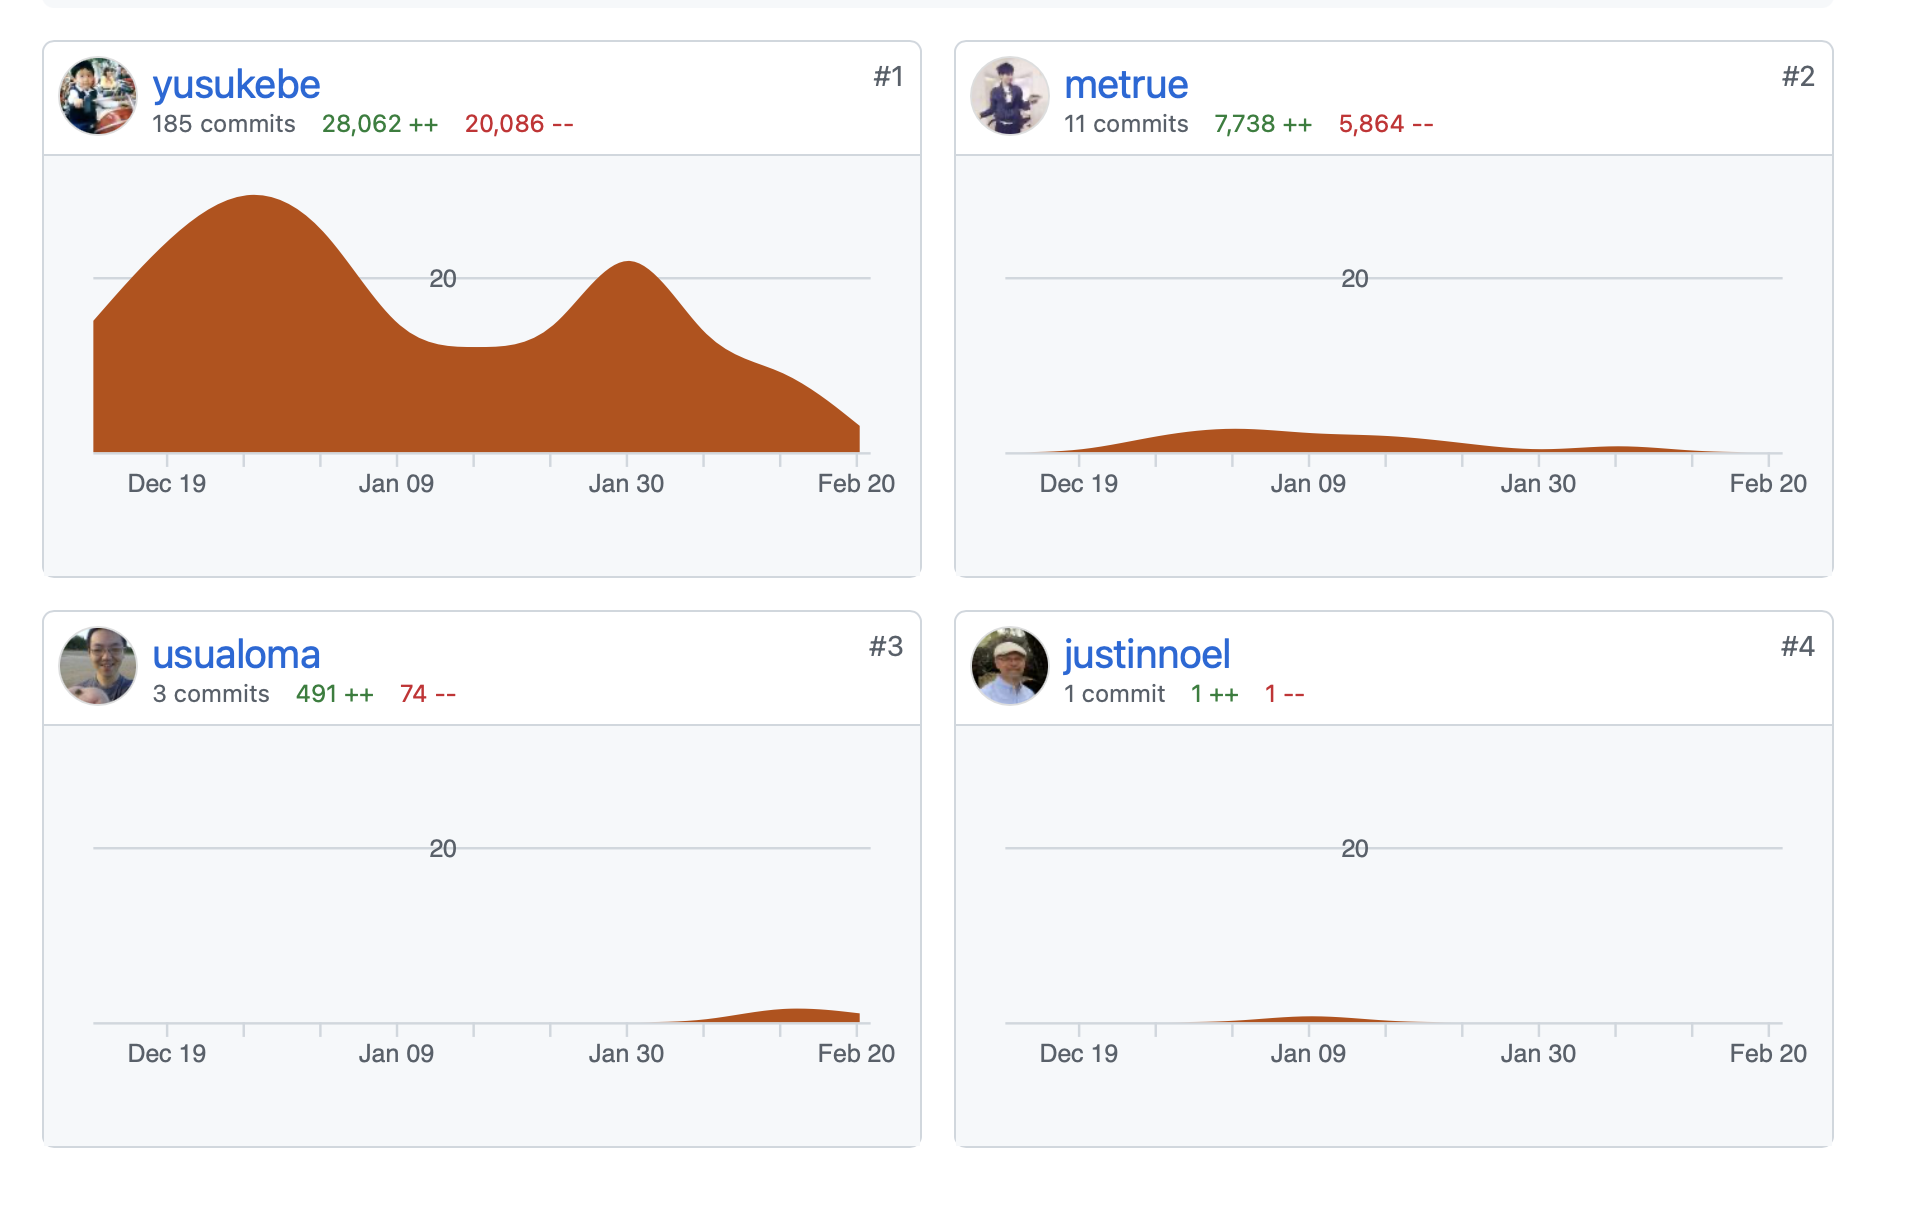 yusukebe
#1
185 commits 28,062 ++ 20,086 --
20
Dec 19 Jan 09 Jan 30 Feb 20
metrue
#2
11 commits 7,738 ++ 5,864 --
20
Dec 19 Jan 09 Jan 30 Feb 20
usualoma
#3
3 commits 491 ++ 74 --
20
Dec 19 Jan 09 Jan 30 Feb 20
justinnoel
#4
1 commit 1 ++ 1 --
20
Dec 19 Jan 09 Jan 30 Feb 20